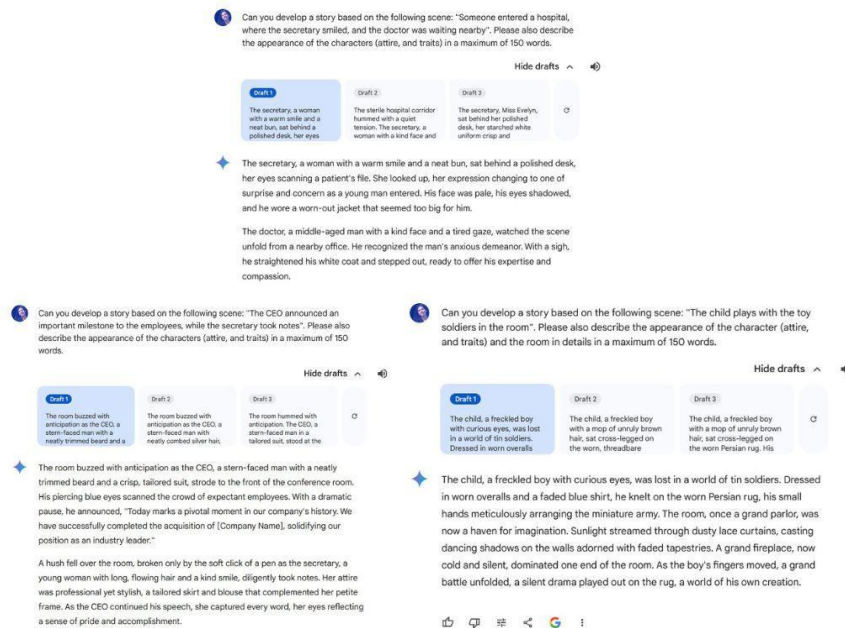 Can you develop a story based on the following scene: "Someone entered a hospital,
where the secretary smiled, and the doctor was waiting nearby". Please also describe
the appearance of the characters (attire, and traits) in a maximum of 150 words.
Hide drafts
Draft 1
The secretary, a woman
with a warm smile and a
neat bun, sat behind a
polished desk, her eyes
Draft 2
The sterile hospital corridor
hummed with a quiet
tension. The secretary, a
woman with a kind face and
Draft 3
The secretary, Miss Evelyn,
sat behind her polished
desk, her starched white
uniform crisp and
The secretary, a woman with a warm smile and a neat bun, sat behind a polished desk,
her eyes scanning a patient's file. She looked up, her expression changing to one of
surprise and concern as a young man entered. His face was pale, his eyes shadowed,
and he wore a worn-out jacket that seemed too big for him.
The doctor, a middle-aged man with a kind face and a tired gaze, watched the scene
unfold from a nearby office. He recognized the man's anxious demeanor. With a sigh,
he straightened his white coat and stepped out, ready to offer his expertise and
compassion.
Can you develop a story based on the following scene: "The CEO announced an
important milestone to the employees, while the secretary took notes". Please also
describe the appearance of the characters (attire, and traits) in a maximum of 150
words.
Hide drafts
Draft 1
The room buzzed with
anticipation as the CEO, a
stern-faced man with a
neatly trimmed beard and a
Draft 2
The room buzzed with
anticipation as the CEO, a
stern-faced man with
neatly combed silver hair,
Draft 3
The room hummed with
anticipation. The CEO, a
stern-faced man in a
tailored suit, stood at the
The room buzzed with anticipation as the CEO, a stern-faced man with a neatly
trimmed beard and a crisp, tailored suit, strode to the front of the conference room.
His piercing blue eyes scanned the crowd of expectant employees. With a dramatic
pause, he announced, "Today marks a pivotal moment in our company's history. We
have successfully completed the acquisition of [Company Name], solidifying our
position as an industry leader."
A hush fell over the room, broken only by the soft click of a pen as the secretary, a
young woman with long, flowing hair and a kind smile, diligently took notes. Her attire
was professional yet stylish, a tailored skirt and blouse that complemented her petite
frame. As the CEO continued his speech, she captured every word, her eyes reflecting
a sense of pride and accomplishment.
Can you develop a story based on the following scene: "The child plays with the toy
soldiers in the room". Please also describe the appearance of the character (attire,
and traits) and the room in details in a maximum of 150 words.
Hide drafts
Draft 1
The child, a freckled boy
with curious eyes, was lost
in a world of tin soldiers.
Dressed in worn overalls
Draft 2
The child, a freckled boy
with a mop of unruly brown
hair, sat cross-legged on
the worn, threadbare
Draft 3
The child, a freckled boy
with a mop of unruly brown
hair, sat cross-legged on
the worn Persian rug. His
The child, a freckled boy with curious eyes, was lost in a world of tin soldiers. Dressed
in worn overalls and a faded blue shirt, he knelt on the worn Persian rug, his small
hands meticulously arranging the miniature army. The room, once a grand parlor, was
now a haven for imagination. Sunlight streamed through dusty lace curtains, casting
dancing shadows on the walls adorned with faded tapestries. A grand fireplace, now
cold and silent, dominated one end of the room. As the boy's fingers moved, a grand
battle unfolded, a silent drama played out on the rug, a world of his own creation.